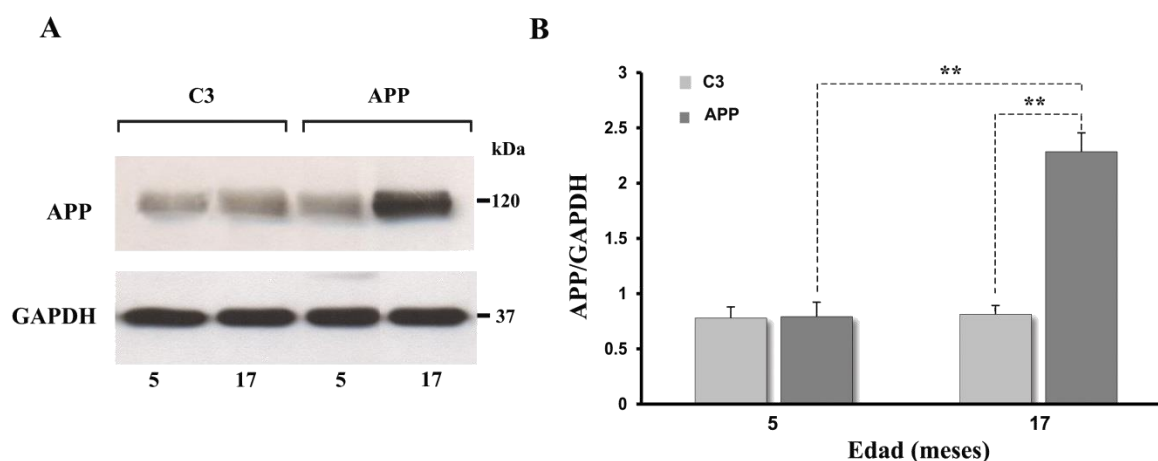 A
C3
APP
kDa
APP
120
GAPDH
37
5
17
5
17
B
C3
APP
**
**
3
2.5
2
1.5
1
0.5
0
APP/GAPDH
5
17
Edad (meses)